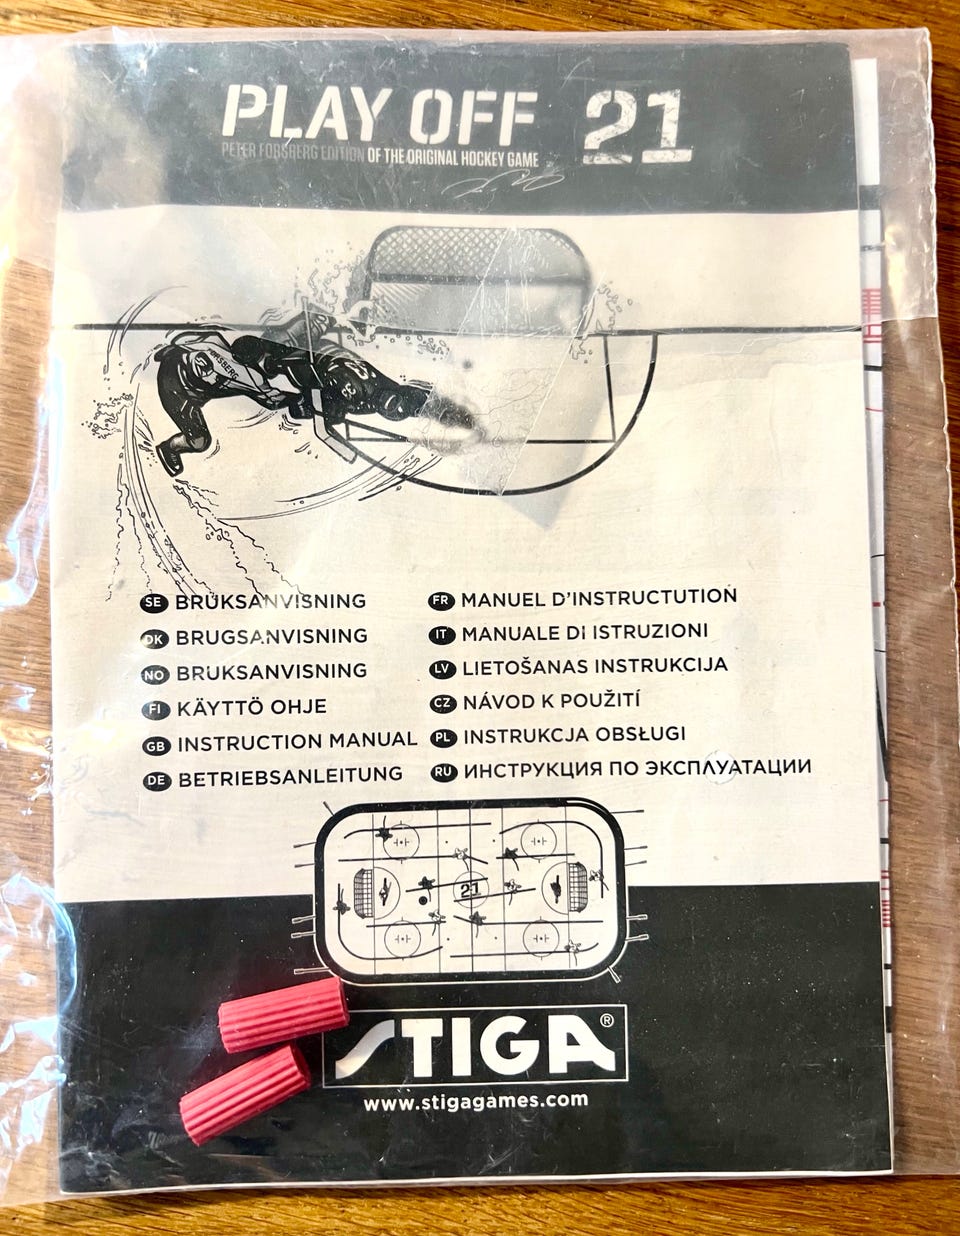 PLAY OFF 21
PETER FORSBERG EDITION OF THE ORIGINAL HOCKEY GAME
FORSBERG
SE BRUKSANVISNING
DK BRUGSANVISNING
NO BRUKSANVISNING
FI KÄYTTÖ OHJE
GB INSTRUCTION MANUAL
DE BETRIEBSANLEITUNG
FR MANUEL D'INSTRUCTUTION
IT MANUALE DI ISTRUZIONI
LV LIETOŠANAS INSTRUKCIJA
CZ NÁVOD K POUŽITÍ
PL INSTRUKCJA OBSŁUGI
RU ИНСТРУКЦИЯ ПО ЭКСПЛУАТАЦИИ
21
STIGA®
www.stigagames.com